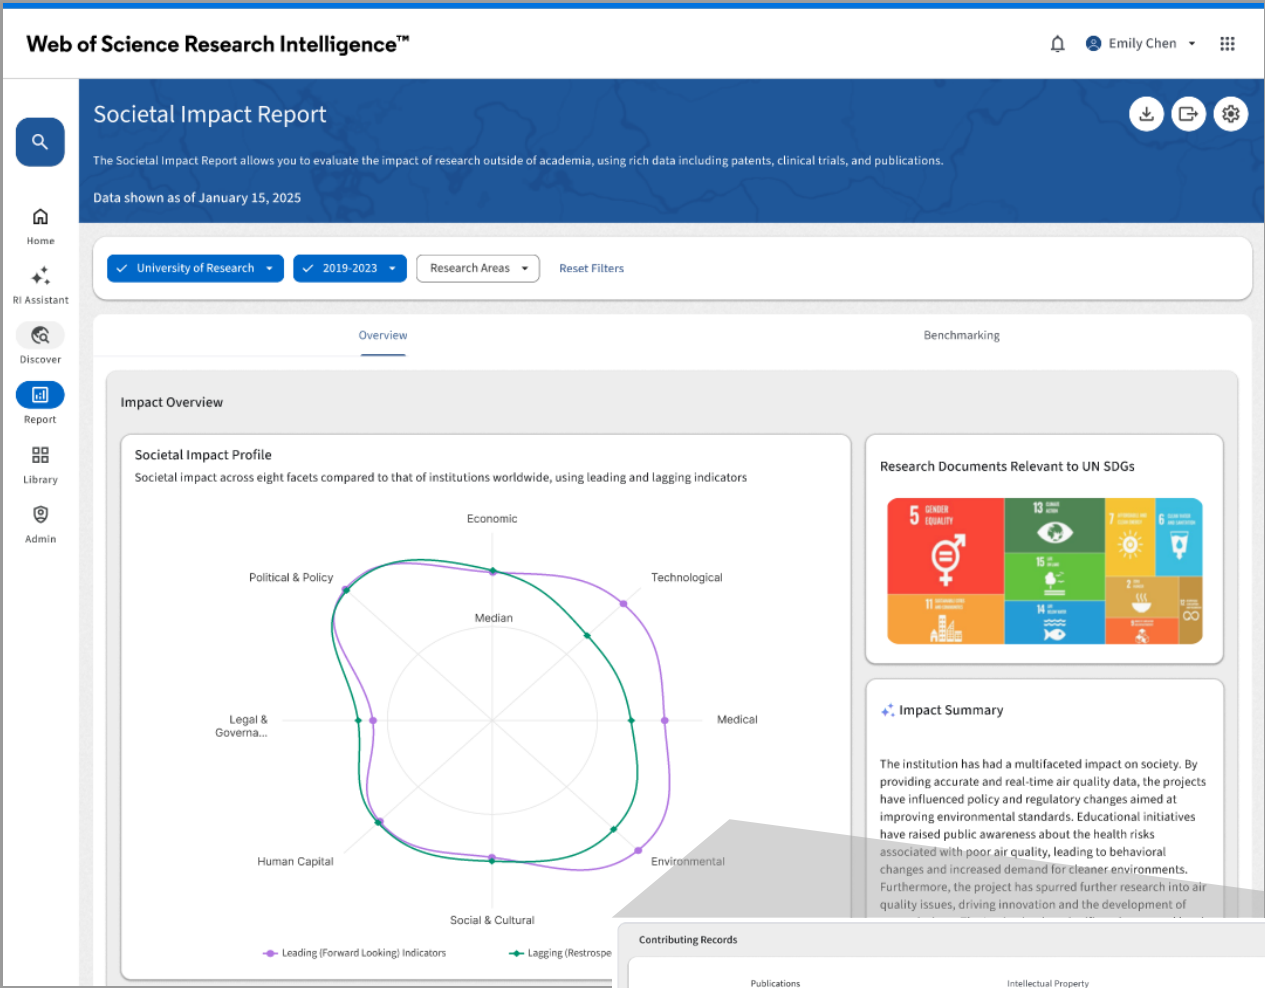 Web of Science Research Intelligence™
Emily Chen
Societal Impact Report
The Societal Impact Report allows you to evaluate the impact of research outside of academia, using rich data including patents, clinical trials, and publications.
Data shown as of January 15, 2025
Home
RI Assistant
Discover
Report
Library
Admin
University of Research
2019-2023
Research Areas
Reset Filters
Overview
Benchmarking
Impact Overview
Societal Impact Profile
Societal impact across eight facets compared to that of institutions worldwide, using leading and lagging indicators
Economic
Political & Policy
Technological
Median
Legal &
Governa...
Medical
Human Capital
Environmental
Social & Cultural
Leading (Forward Looking) Indicators
Lagging (Restrospe
Research Documents Relevant to UN SDGs
5 GENDER
EQUALITY
13 CLIMATE
ACTION
7
6
15
2
11
14
Impact Summary
The institution has had a multifaceted impact on society. By
providing accurate and real-time air quality data, the projects
have influenced policy and regulatory changes aimed at
improving environmental standards. Educational initiatives
have raised public awareness about the health risks
associated with poor air quality, leading to behavioral
changes and increased demand for cleaner environments.
Furthermore, the project has spurred further research into air
quality issues, driving innovation and the development of
Contributing Records
Publications
Intellectual Property